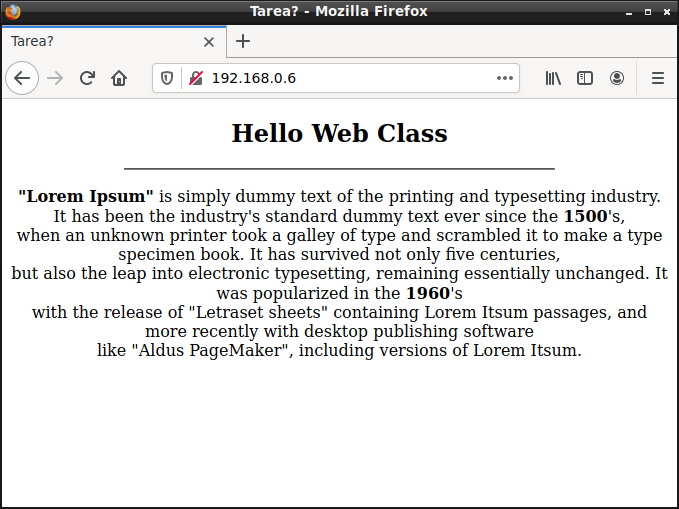 Tarea? - Mozilla Firefox
Tarea?
192.168.0.6
Hello Web Class
"Lorem Ipsum" is simply dummy text of the printing and typesetting industry.
It has been the industry's standard dummy text ever since the 1500's,
when an unknown printer took a galley of type and scrambled it to make a type
specimen book. It has survived not only five centuries,
but also the leap into electronic typesetting, remaining essentially unchanged. It
was popularized in the 1960's
with the release of "Letraset sheets" containing Lorem Itsum passages, and
more recently with desktop publishing software
like "Aldus PageMaker", including versions of Lorem Itsum.